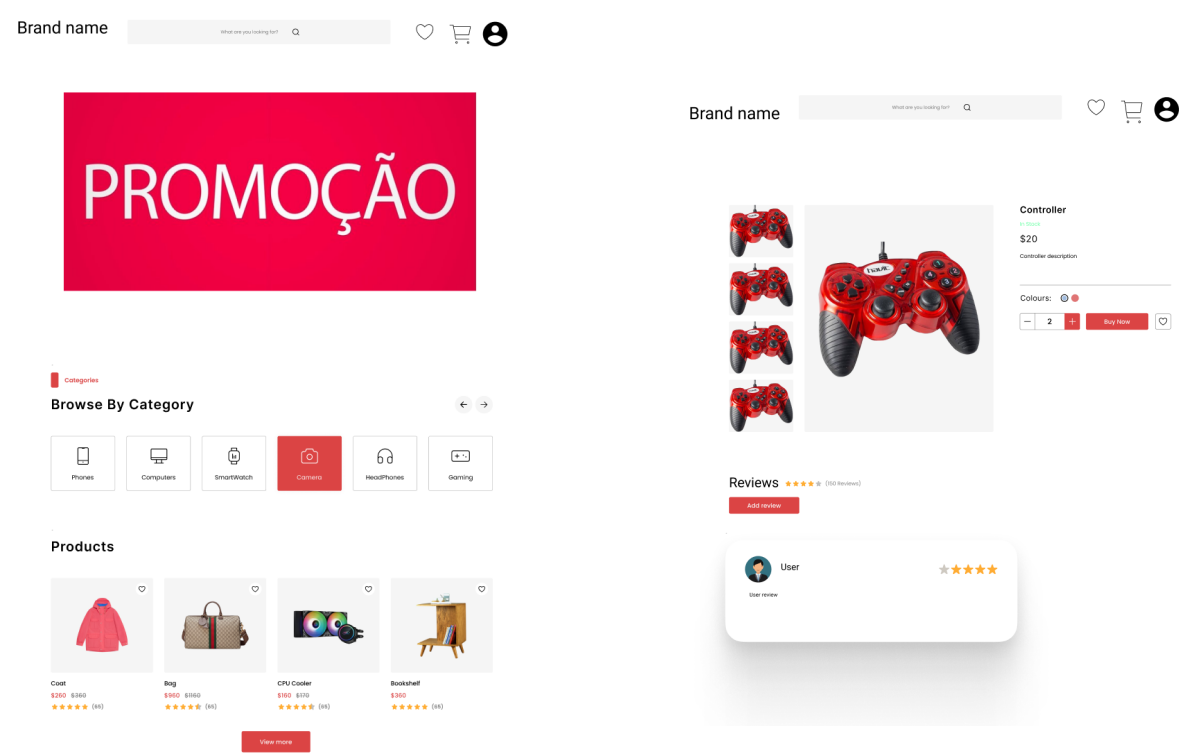 Brand name
What are you looking for?
PROMOÇÃO
Categories
Browse By Category
Phones
Computers
SmartWatch
Camera
HeadPhones
Gaming
Products
Coat
$260 $360
(65)
Bag
$960 $1160
(65)
CPU Cooler
$160 $170
(65)
Bookshelf
$360
(65)
View more
Brand name
What are you looking for?
havic
Controller
In Stock
$20
Controller description
Colours:
2
Buy Now
Reviews (150 Reviews)
Add review
User
User review